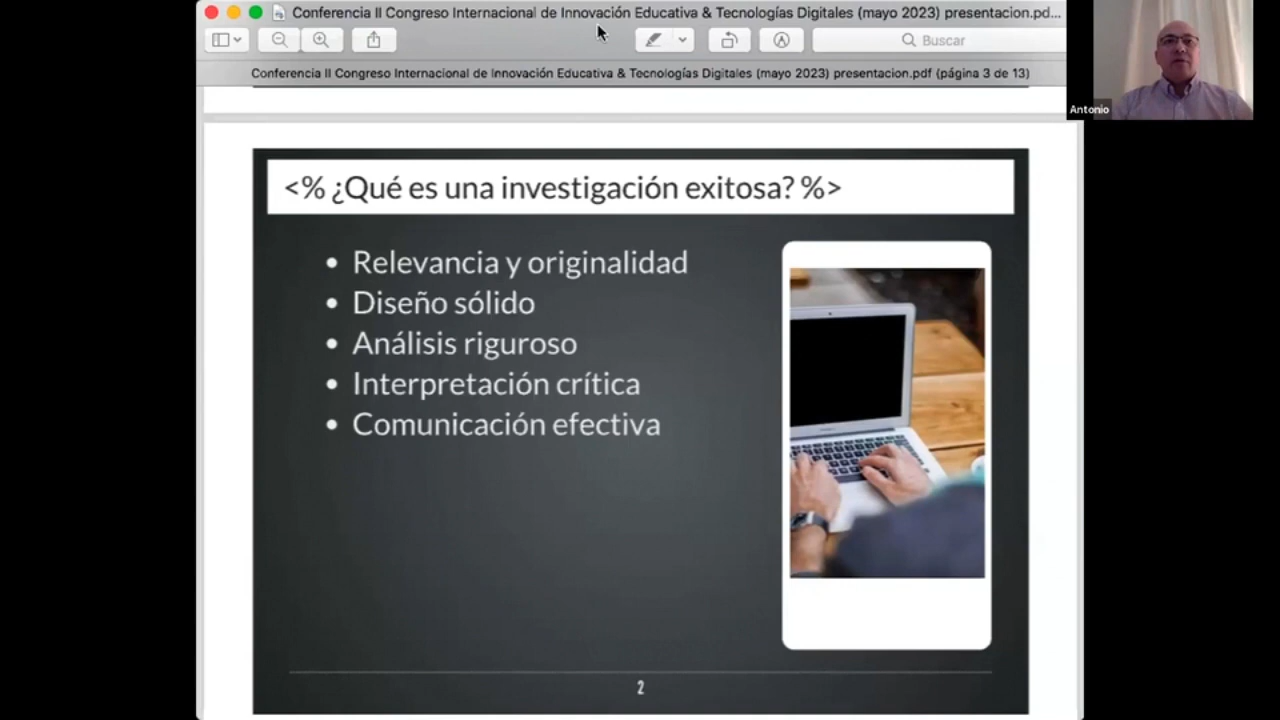 Conferencia II Congreso Internacional de Innovación Educativa & Tecnologías Digitales (mayo 2023) presentacion.pd...
Buscar
Conferencia II Congreso Internacional de Innovación Educativa & Tecnologías Digitales (mayo 2023) presentacion.pdf (página 3 de 13)
Antonio
<% ¿Qué es una investigación exitosa? %>
• Relevancia y originalidad
• Diseño sólido
• Análisis riguroso
• Interpretación crítica
• Comunicación efectiva
2